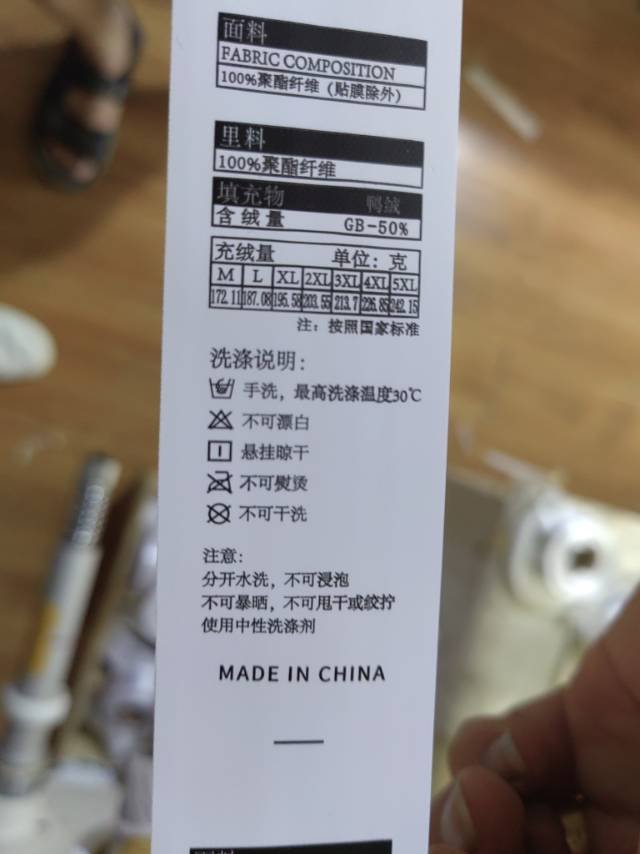 面料
FABRIC COMPOSITION
100%聚酯纤维（贴膜除外）
里料
100%聚酯纤维
填充物 鸭绒
含绒量 GB-50%
充绒量 单位：克
M L XL 2XL 3XL 4XL 5XL
172.11 187.08 195.58 203.55 213.7 226.85 242.15
注：按照国家标准
洗涤说明：
手洗，最高洗涤温度30℃
不可漂白
悬挂晾干
不可熨烫
不可干洗
注意：
分开水洗，不可浸泡
不可暴晒，不可甩干或绞拧
使用中性洗涤剂
MADE IN CHINA